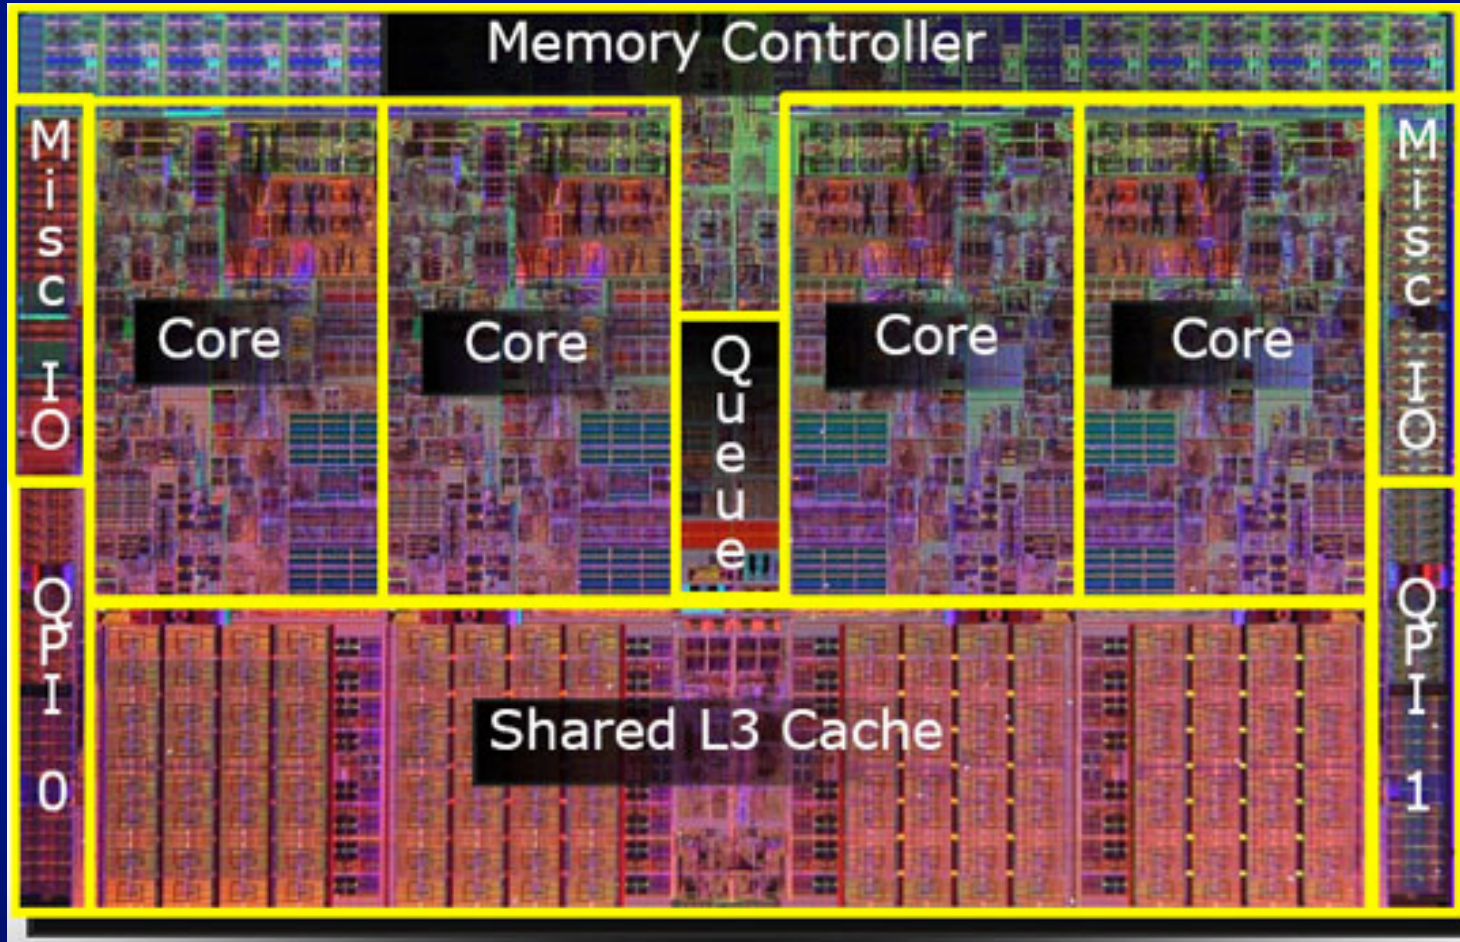 Memory Controller
Misc IO
Core
Core
Queue
Core
Core
Misc IO
QPI 0
Shared L3 Cache
QPI 1